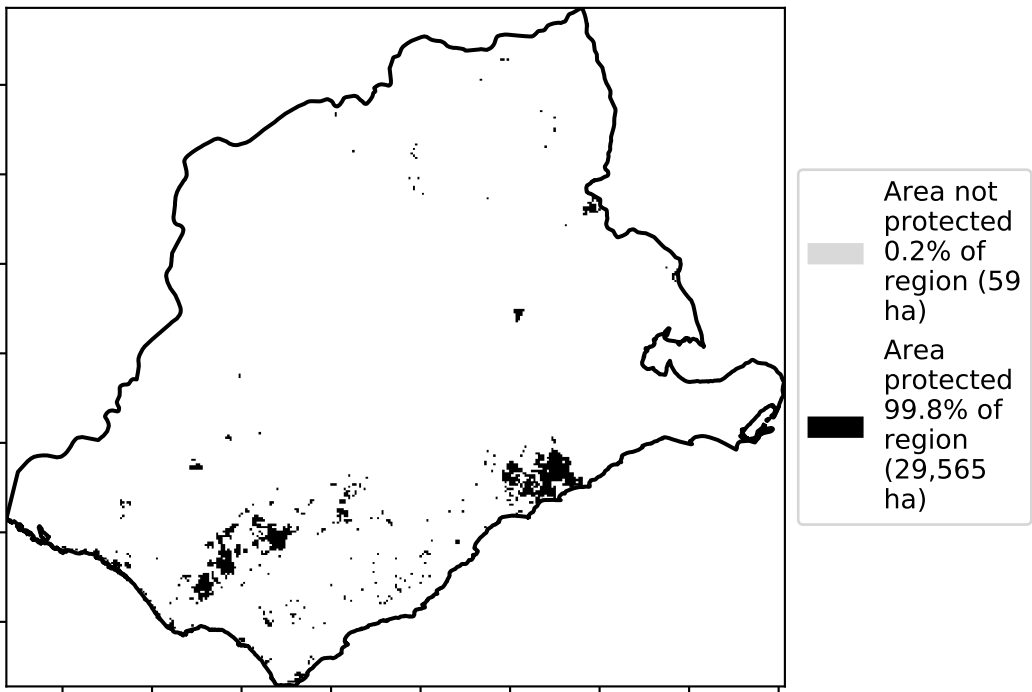 Area not
protected
0.2% of
region (59
ha)
Area
protected
99.8% of
region
(29,565
ha)